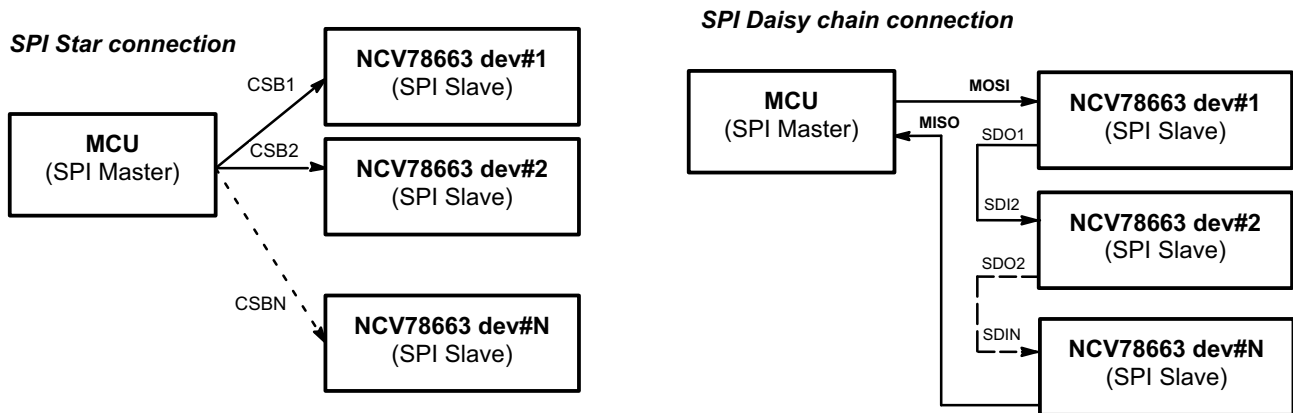 SPI Star connection
NCV78663 dev#1
(SPI Slave)
CSB1
MCU
(SPI Master)
CSB2
NCV78663 dev#2
(SPI Slave)
CSBN
NCV78663 dev#N
(SPI Slave)
SPI Daisy chain connection
MCU
(SPI Master)
MOSI
MISO
NCV78663 dev#1
(SPI Slave)
SDO1
SDI2
NCV78663 dev#2
(SPI Slave)
SDO2
SDIN
NCV78663 dev#N
(SPI Slave)